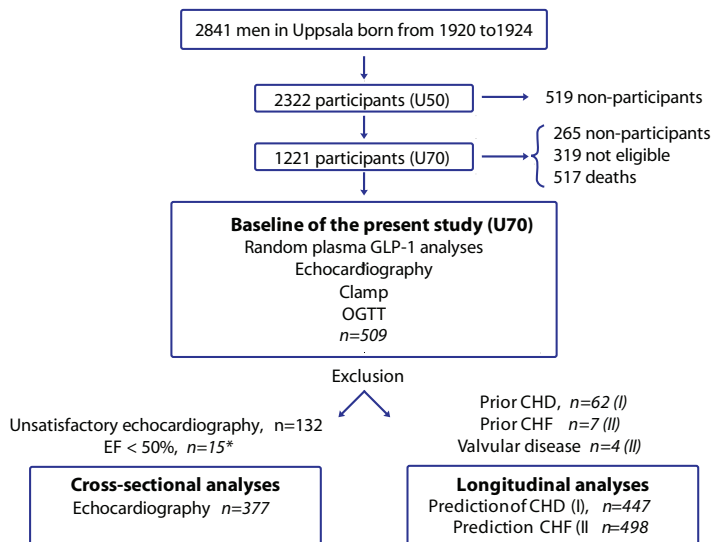 2841 men in Uppsala born from 1920 to1924
2322 participants (U50)
519 non-participants
1221 participants (U70)
265 non-participants
319 not eligible
517 deaths
Baseline of the present study (U70)
Random plasma GLP-1 analyses
Echocardiography
Clamp
OGTT
n=509
Exclusion
Unsatisfactory echocardiography, n=132
EF < 50%, n=15*
Prior CHD, n=62 (I)
Prior CHF n=7 (II)
Valvular disease n=4 (II)
Cross-sectional analyses
Echocardiography n=377
Longitudinal analyses
Predictionof CHD (I), n=447
Prediction CHF (II n=498